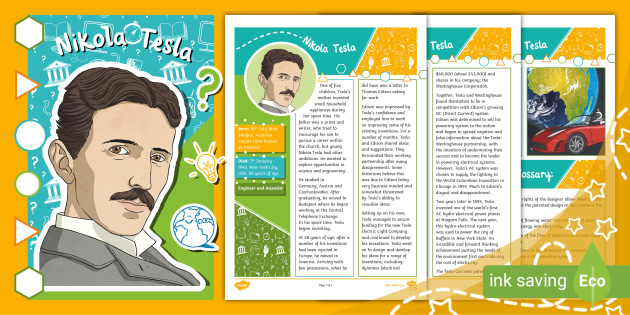 Nikola Tesla
Nikola Tesla
Born: 10th July 1856
Died: 7th January
1943, New York City,
USA. 86 years of age.
Engineer and Scientist
One of five
children, Tesla's
mother invented
small household
appliances during
her spare time. His
father was a priest and
writer, who tried to
encourage his son to
pursue a career within
the church, but young
Nikola Tesla had other
ambitions. He wanted to
explore opportunities in
science and engineering.
He studied in
Germany, Austria and
Czechoslovakia. After
graduating, he moved to
Budapest where he began
working at the Central
Telephone Exchange.
In his spare time, Tesla
began inventing.
At 28 years of age, after a
number of his inventions
had been rejected in
Europe, he moved to
America. Arriving with
few possessions, what he
did have was a letter to
Thomas Edison asking
for work.
Edison was impressed by
Tesla's confidence and
employed him to work
on improving some of his
existing inventions. For a
number of months, Tesla
and Edison shared ideas
and suggestions. They
terminated their working
partnership after many
disagreements. Some
historians believe this
was due to Edison being
very business minded and
somewhat threatened by
Tesla's ability to
visualise ideas.
Setting up on his own,
Tesla managed to secure
funding for the new Tesla
Electric Light Company
and continued to develop
his inventions. Tesla went
on to design and develop
his ideas for a range of
inventions, including
dynamos (electrical
Tesla
$60,000 (about £42,000) and
shares in his company; the
Westinghouse Corporation.
Together, Tesla and Westinghouse
found themselves to be in
competition with Edison's growing
DC (Direct Current) system.
Edison was determined to sell his
powering system to the nation
and began to spread negative and
false information about the Tesla
Westinghouse partnership, with
the intention of undermining their
success and to become the leader
in powering electrical systems.
However, Tesla's AC system was
chosen to supply the lighting to
the World Columbian Exposition in
Chicago in 1893. Much to Edison's
disgust and disappointment.
Two years later in 1895, Tesla
invented one of the world's first
AC hydro-electric power plants
at Niagara Falls. The next year,
this hydro-electric system
was used to power the city of
Buffalo in New York State. An
incredible and forward thinking
achievement putting the needs of
the environment first and reducing
the cost of electricity.
Tesla
ossary:
rights of the designer allow
ink saving
Eco